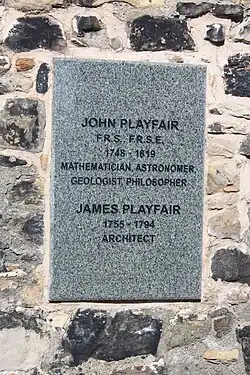 JOHN PLAYFAIR
F.R.S., F.R.S.E.
1748 - 1819
MATHEMATICIAN, ASTRONOMER,
GEOLOGIST, PHILOSOPHER
JAMES PLAYFAIR
1755 - 1794
ARCHITECT